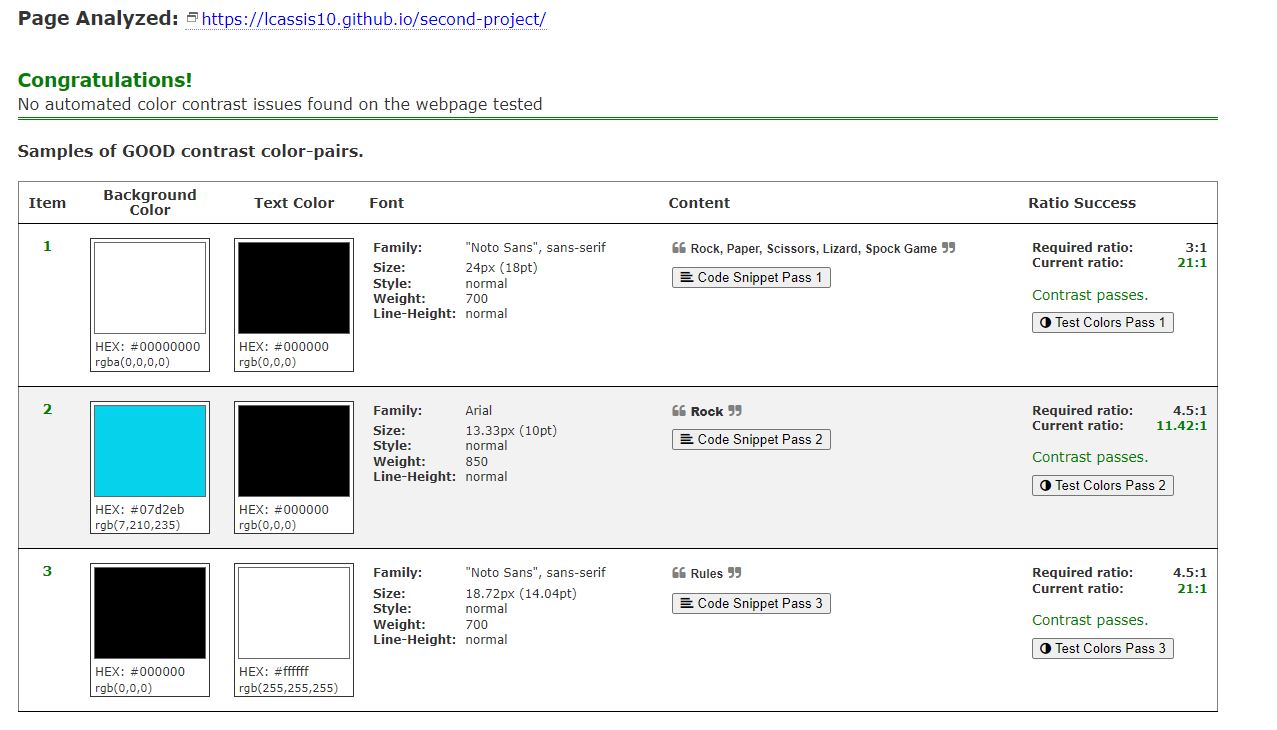 Page Analyzed: https://lcassis10.github.io/second-project/
Congratulations!
No automated color contrast issues found on the webpage tested
Samples of GOOD contrast color-pairs.
Item Background Color Text Color Font Content Ratio Success
1
HEX: #00000000
rgba(0,0,0,0)
HEX: #000000
rgb(0,0,0)
Family: "Noto Sans", sans-serif
Size: 24px (18pt)
Style: normal
Weight: 700
Line-Height: normal
❝ Rock, Paper, Scissors, Lizard, Spock Game ❞
Code Snippet Pass 1
Required ratio: 3:1
Current ratio: 21:1
Contrast passes.
Test Colors Pass 1
2
HEX: #07d2eb
rgb(7,210,235)
HEX: #000000
rgb(0,0,0)
Family: Arial
Size: 13.33px (10pt)
Style: normal
Weight: 850
Line-Height: normal
❝ Rock ❞
Code Snippet Pass 2
Required ratio: 4.5:1
Current ratio: 11.42:1
Contrast passes.
Test Colors Pass 2
3
HEX: #000000
rgb(0,0,0)
HEX: #ffffff
rgb(255,255,255)
Family: "Noto Sans", sans-serif
Size: 18.72px (14.04pt)
Style: normal
Weight: 700
Line-Height: normal
❝ Rules ❞
Code Snippet Pass 3
Required ratio: 4.5:1
Current ratio: 21:1
Contrast passes.
Test Colors Pass 3